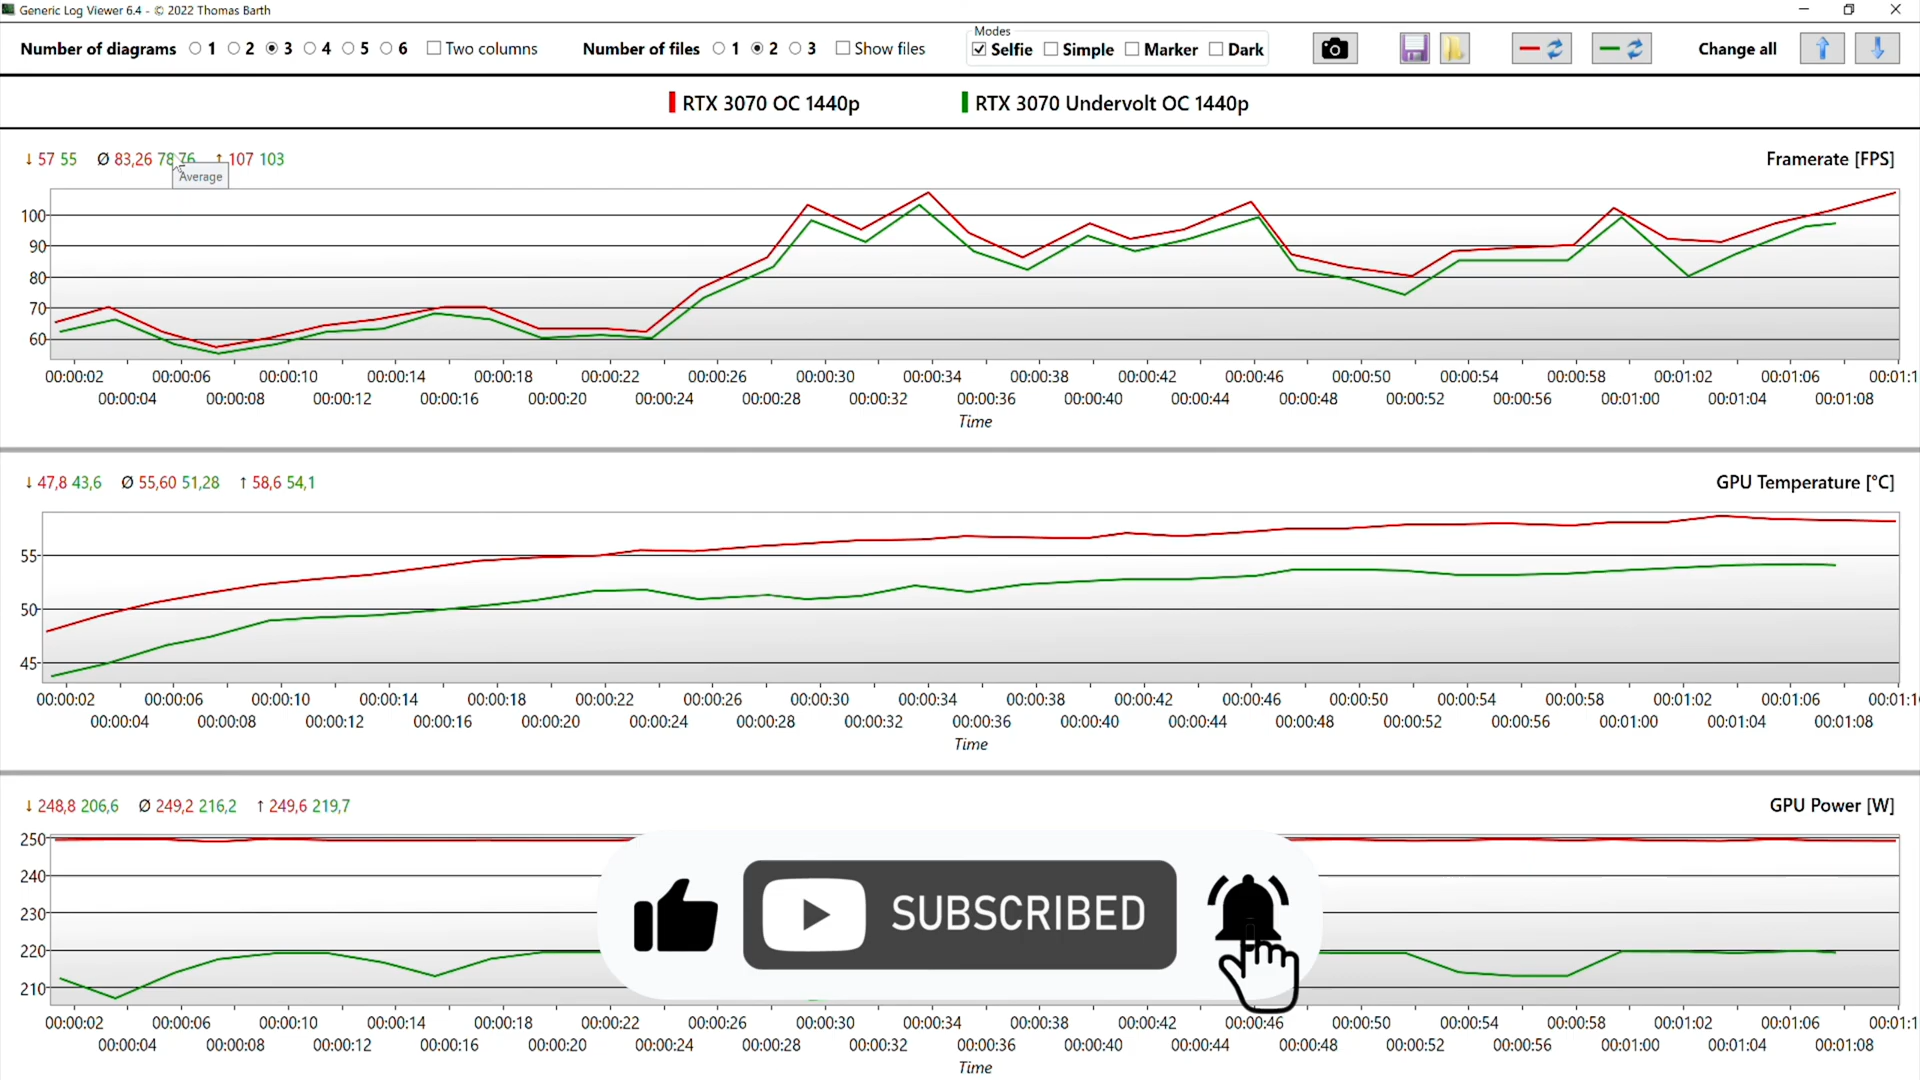 Generic Log Viewer 6.4 - © 2022 Thomas Barth
Number of diagrams 1 2 3 4 5 6 Two columns Number of files 1 2 3 Show files Modes Selfie Simple Marker Dark Change all
RTX 3070 OC 1440p RTX 3070 Undervolt OC 1440p
↓ 57 55 Ø 83,26 78,76 ↑ 107 103 Framerate [FPS]
Average
100
90
80
70
60
00:00:02 00:00:06 00:00:10 00:00:14 00:00:18 00:00:22 00:00:26 00:00:30 00:00:34 00:00:38 00:00:42 00:00:46 00:00:50 00:00:54 00:00:58 00:01:02 00:01:06 00:01:1
00:00:04 00:00:08 00:00:12 00:00:16 00:00:20 00:00:24 00:00:28 00:00:32 00:00:36 00:00:40 00:00:44 00:00:48 00:00:52 00:00:56 00:01:00 00:01:04 00:01:08
Time
↓ 47,8 43,6 Ø 55,60 51,28 ↑ 58,6 54,1 GPU Temperature [°C]
55
50
45
00:00:02 00:00:06 00:00:10 00:00:14 00:00:18 00:00:22 00:00:26 00:00:30 00:00:34 00:00:38 00:00:42 00:00:46 00:00:50 00:00:54 00:00:58 00:01:02 00:01:06 00:01:1
00:00:04 00:00:08 00:00:12 00:00:16 00:00:20 00:00:24 00:00:28 00:00:32 00:00:36 00:00:40 00:00:44 00:00:48 00:00:52 00:00:56 00:01:00 00:01:04 00:01:08
Time
↓ 248,8 206,6 Ø 249,2 216,2 ↑ 249,6 219,7 GPU Power [W]
250
240
230
220
210
SUBSCRIBED
00:00:02 00:00:06 00:00:10 00:00:14 00:00:18 00:00:22 00:00:26 00:00:30 00:00:34 00:00:38 00:00:42 00:00:46 00:00:50 00:00:54 00:00:58 00:01:02 00:01:06 00:01:1
00:00:04 00:00:08 00:00:12 00:00:16 00:00:20 00:00:24 00:00:28 00:00:32 00:00:36 00:00:40 00:00:44 00:00:48 00:00:52 00:00:56 00:01:00 00:01:04 00:01:08
Time